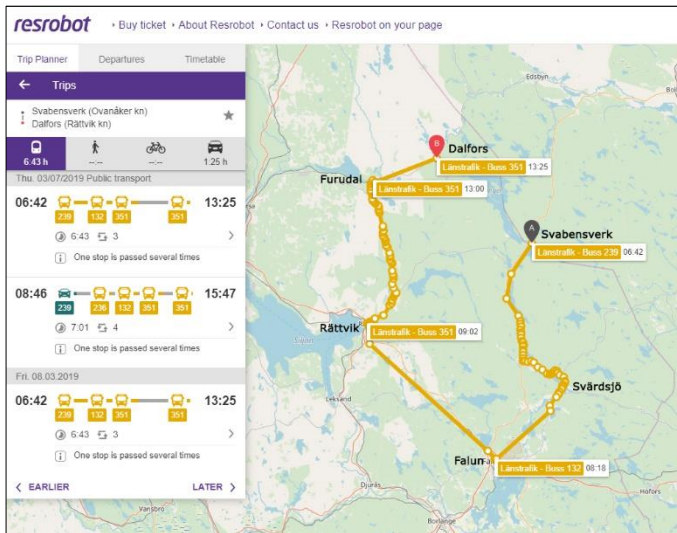 resrobot
Buy ticket
About Resrobot
Contact us
Resrobot on your page
Trip Planner
Departures
Timetable
Trips
Svabensverk (Ovanåker kn)
Dalfors (Rättvik kn)
6.43 h
--:--
--:--
1:25 h
Thu. 03/07/2019 Public transport
06:42
13:25
239
132
351
351
6:43
3
One stop is passed several times
08:46
15:47
239
236
132
351
351
7:01
4
One stop is passed several times
Fri. 08.03.2019
06:42
13:25
239
132
351
351
6:43
3
One stop is passed several times
EARLIER
LATER
Edsbyn
B
Dalfors
Länstrafik - Buss 351 13:25
Furudal
Länstrafik - Buss 351 13:00
A
Svabensverk
Länstrafik - Buss 239 06:42
Rättvik
Länstrafik - Buss 351 09:02
Leksand
Svärdsjö
Falun
Länstrafik - Buss 132 08:18
Hofors
Djurås
Vansbro
Borlänge